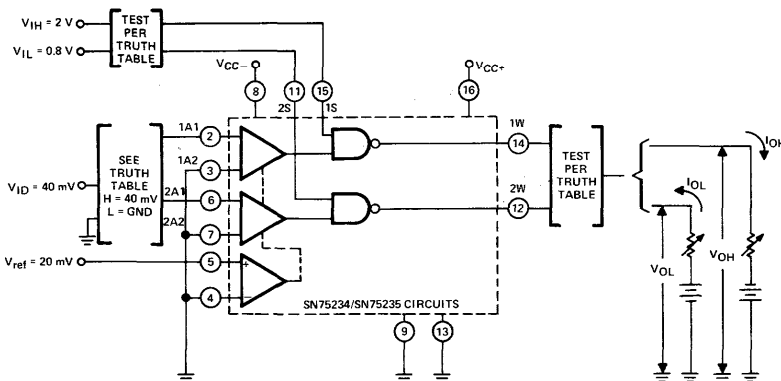 V_IH = 2 V
V_IL = 0.8 V
TEST
PER
TRUTH
TABLE
V_CC−
8
11
2S
15
1S
V_CC+
16
V_ID = 40 mV
SEE
TRUTH
TABLE
H = 40 mV
L = GND
1A1
2
1A2
3
2A1
6
2A2
7
V_ref = 20 mV
5
+
4
−
SN75234/SN75235 CIRCUITS
9
13
1W
14
2W
12
TEST
PER
TRUTH
TABLE
I_OH
I_OL
V_OL
V_OH